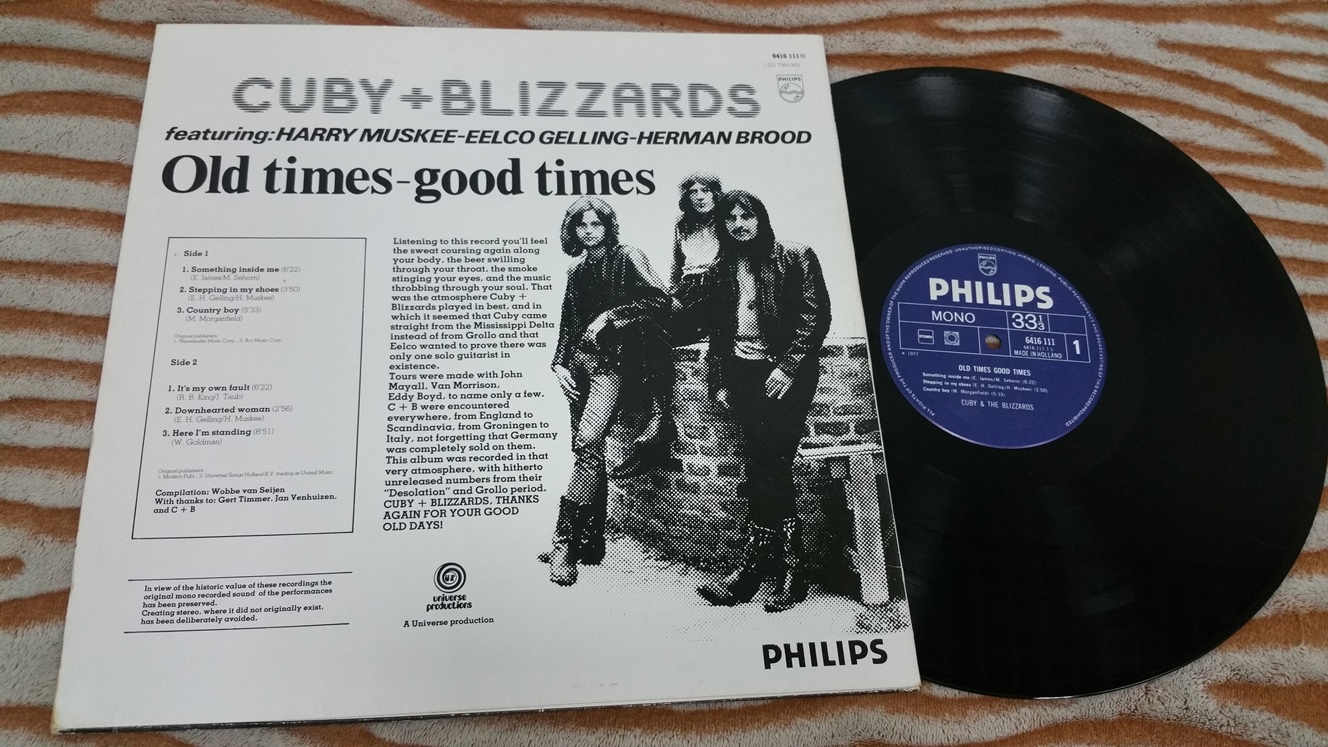 6416 111
PHILIPS
CUBY+BLIZZARDS
featuring:HARRY MUSKEE-EELCO GELLING-HERMAN BROOD
Old times-good times
Side 1
1. Something inside me (6'22)
(E. James/M. Sehorn)
2. Stepping in my shoes (3'50)
(E. H. Gelling/H. Muskee)
3. Country boy (5'33)
(M. Morganfield)
Side 2
1. It's my own fault (6'22)
(R. B. King/J. Taub)
2. Downhearted woman (2'56)
(E. H. Gelling/H. Muskee)
3. Here I'm standing (8'51)
(W. Goldman)
Compilation: Wobbe van Seijen
With thanks to: Gert Timmer, Jan Venhuizen,
and C + B
In view of the historic value of these recordings the
original mono recorded sound of the performances
has been preserved.
Creating stereo, where it did not originally exist,
has been deliberately avoided.
Listening to this record you'll feel
the sweat coursing again along
your body, the beer swilling
through your throat, the smoke
stinging your eyes, and the music
throbbing through your soul. That
was the atmosphere Cuby +
Blizzards played in best, and in
which it seemed that Cuby came
straight from the Mississippi Delta
instead of from Grollo and that
Eelco wanted to prove there was
only one solo guitarist in
existence.
Tours were made with John
Mayall, Van Morrison,
Eddy Boyd, to name only a few.
C + B were encountered
everywhere, from England to
Scandinavia, from Groningen to
Italy, not forgetting that Germany
was completely sold on them.
This album was recorded in that
very atmosphere, with hitherto
unreleased numbers from their
"Desolation" and Grollo period.
CUBY + BLIZZARDS, THANKS
AGAIN FOR YOUR GOOD
OLD DAYS!
universe
productions
A Universe production
PHILIPS
PHILIPS
MONO
33 1/3
6416 111
MADE IN HOLLAND
1
℗ 1977
OLD TIMES GOOD TIMES
Something inside me (E. James/M. Sehorn) (6:22)
Stepping in my shoes (E. H. Gelling/H. Muskee) (3:50)
Country boy (M. Morganfield) (5:33)
CUBY & THE BLIZZARDS